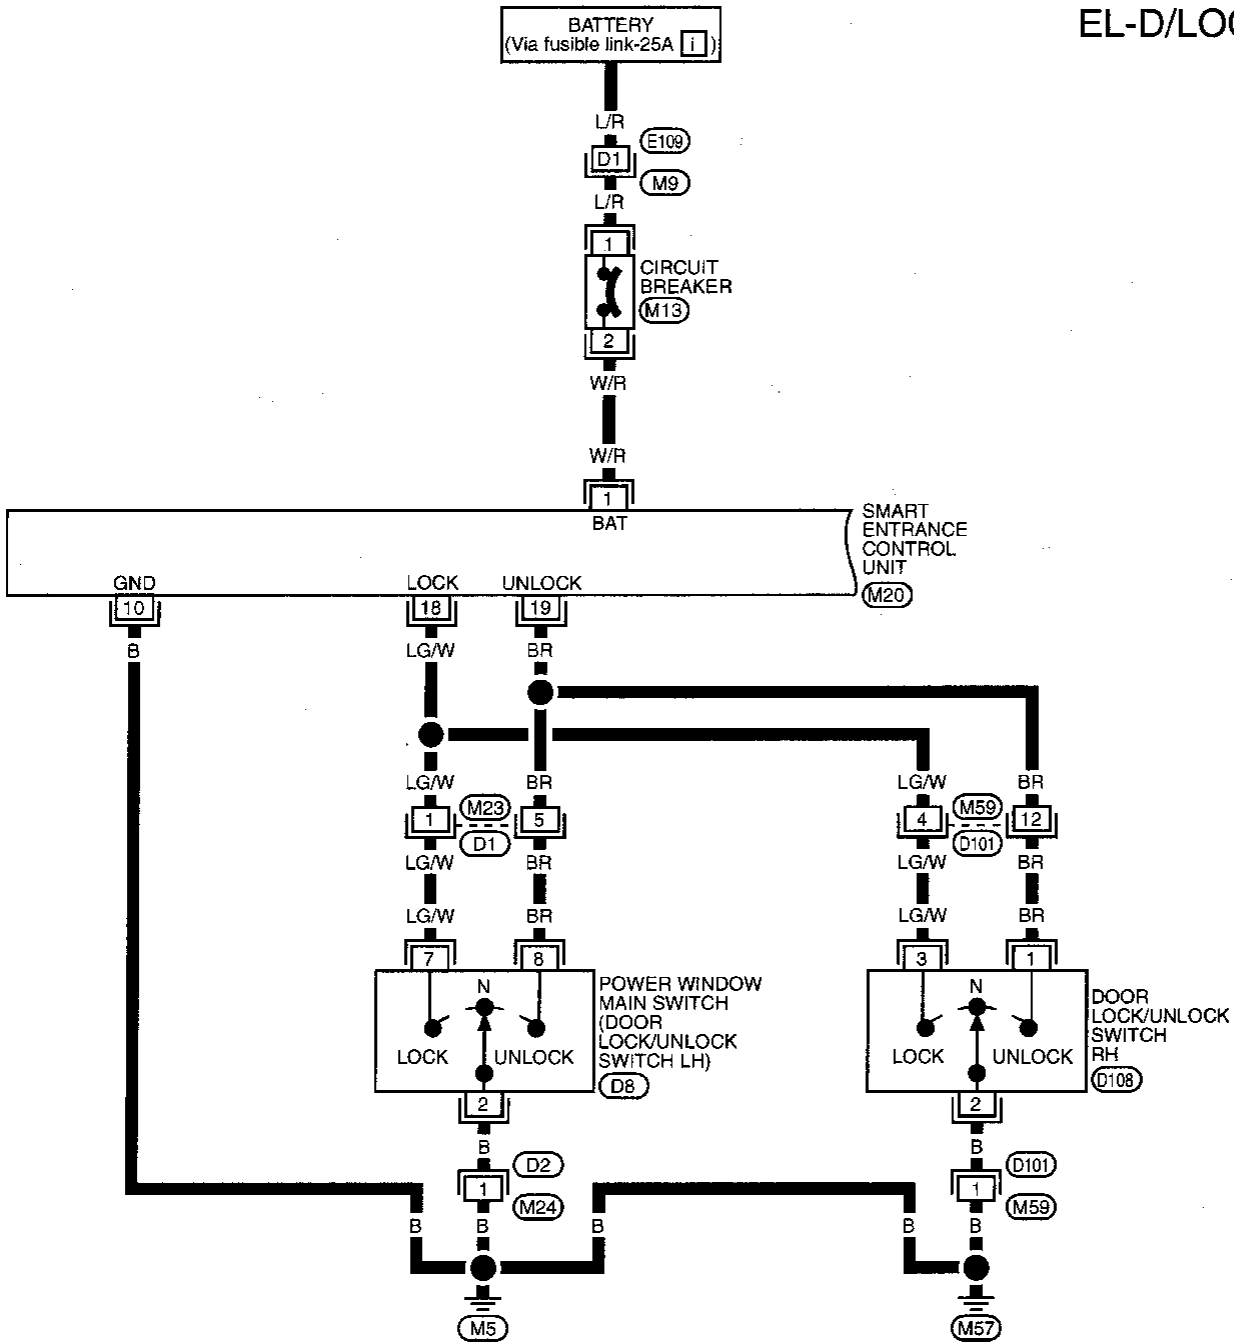 EL-D/LO
BATTERY
(Via fusible link-25A i )
L/R
E109
D1
M9
L/R
1
CIRCUIT
BREAKER
M13
2
W/R
W/R
1
BAT
SMART
ENTRANCE
CONTROL
UNIT
M20
GND LOCK UNLOCK
10 18 19
B LG/W BR
LG/W BR LG/W BR
1 M23 5 4 M59 12
D1 D101
LG/W BR LG/W BR
LG/W BR LG/W BR
7 8 3 1
N
LOCK UNLOCK
POWER WINDOW
MAIN SWITCH
(DOOR
LOCK/UNLOCK
SWITCH LH)
D8
N
LOCK UNLOCK
DOOR
LOCK/UNLOCK
SWITCH
RH
D108
2 2
B B
D2 D101
1 1
M24 M59
B B B B B
M5 M57